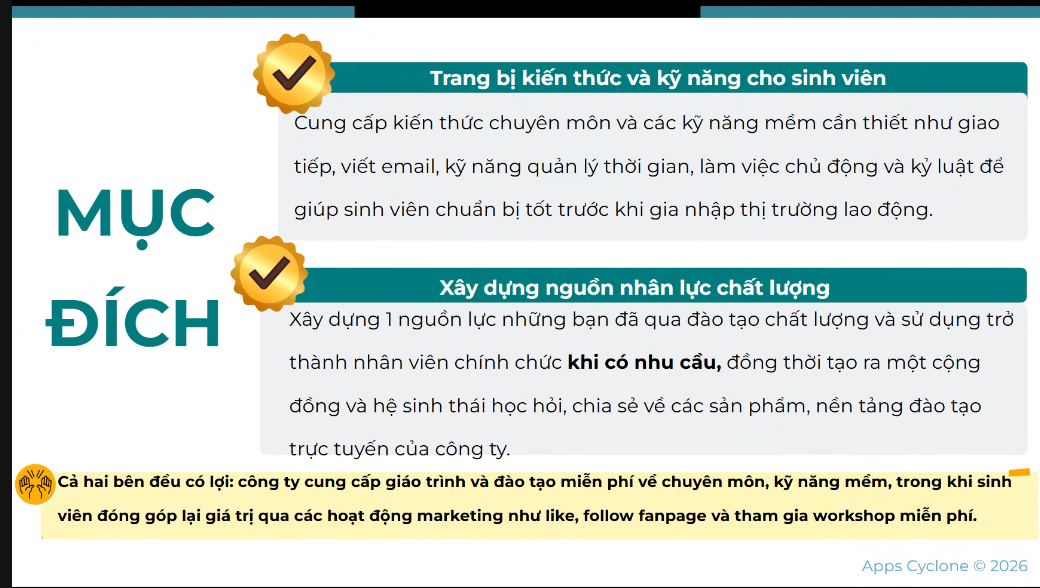 MỤC
ĐÍCH
Trang bị kiến thức và kỹ năng cho sinh viên
Cung cấp kiến thức chuyên môn và các kỹ năng mềm cần thiết như giao
tiếp, viết email, kỹ năng quản lý thời gian, làm việc chủ động và kỷ luật để
giúp sinh viên chuẩn bị tốt trước khi gia nhập thị trường lao động.
Xây dựng nguồn nhân lực chất lượng
Xây dựng 1 nguồn lực những bạn đã qua đào tạo chất lượng và sử dụng trở
thành nhân viên chính chức khi có nhu cầu, đồng thời tạo ra một cộng
đồng và hệ sinh thái học hỏi, chia sẻ về các sản phẩm, nền tảng đào tạo
trực tuyến của công ty.
Cả hai bên đều có lợi: công ty cung cấp giáo trình và đào tạo miễn phí về chuyên môn, kỹ năng mềm, trong khi sinh
viên đóng góp lại giá trị qua các hoạt động marketing như like, follow fanpage và tham gia workshop miễn phí.
Apps Cyclone © 2026